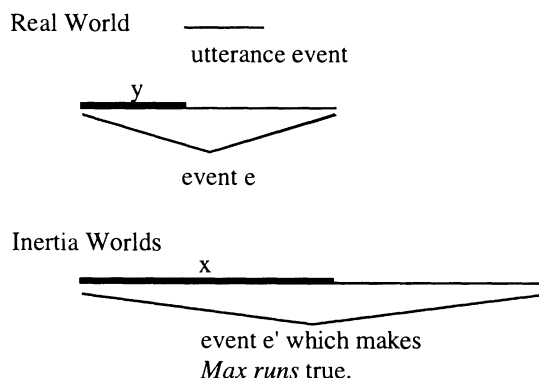 Real World
utterance event
y
event e
Inertia Worlds
x
event e' which makes
Max runs true.